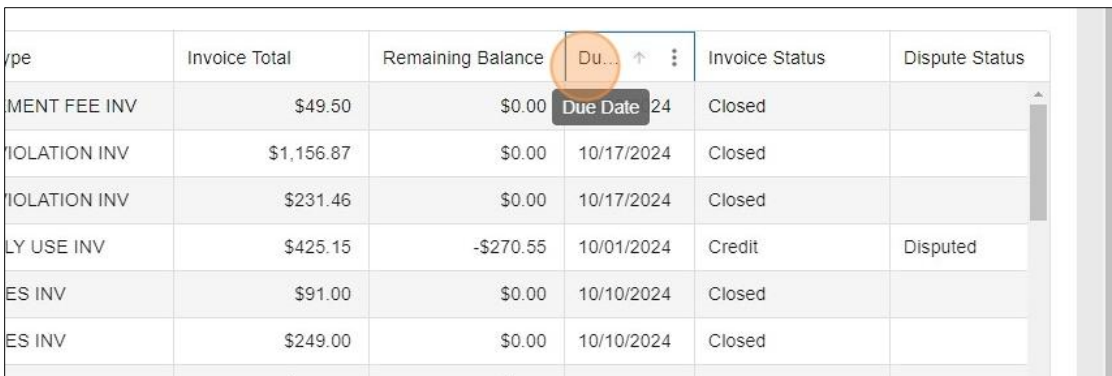 ype Invoice Total Remaining Balance Du... Invoice Status Dispute Status
MENT FEE INV $49.50 $0.00 Due Date 24 Closed
IOLATION INV $1,156.87 $0.00 10/17/2024 Closed
IOLATION INV $231.46 $0.00 10/17/2024 Closed
LY USE INV $425.15 -$270.55 10/01/2024 Credit Disputed
ES INV $91.00 $0.00 10/10/2024 Closed
ES INV $249.00 $0.00 10/10/2024 Closed